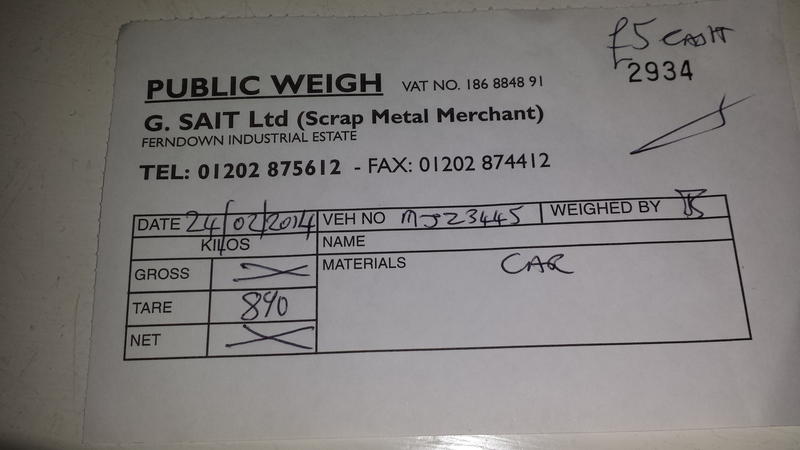 £5 CASH
2934
PUBLIC WEIGH VAT NO. 186 8848 91
G. SAIT Ltd (Scrap Metal Merchant)
FERNDOWN INDUSTRIAL ESTATE
TEL: 01202 875612 - FAX: 01202 874412
DATE 24/02/2014 VEH NO MJ23445 WEIGHED BY
KILOS NAME
GROSS MATERIALS CAR
TARE 890
NET